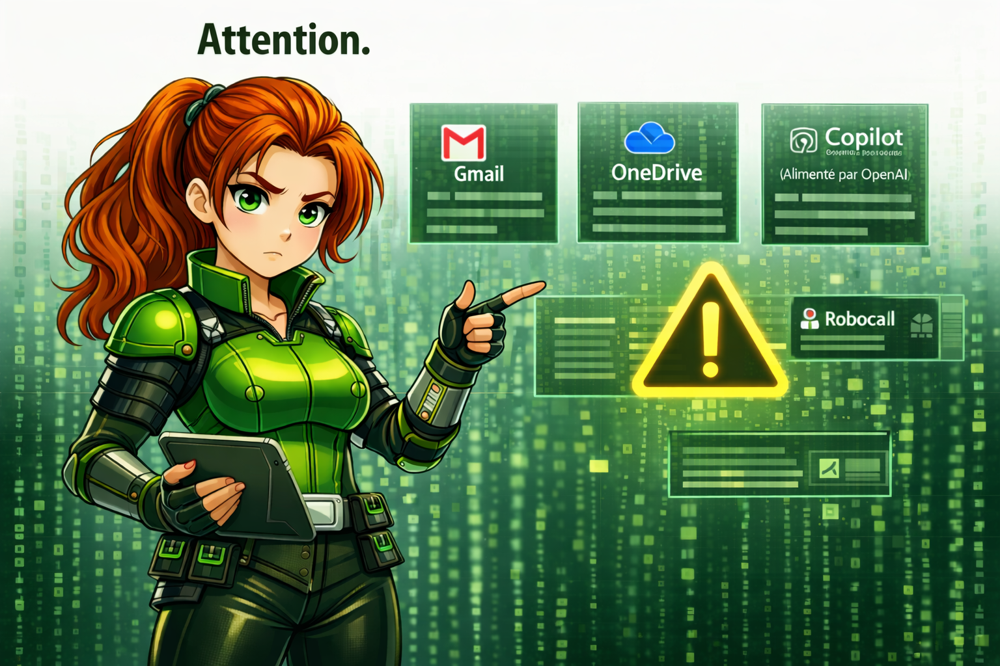 Attention.
Gmail
OneDrive
Copilot
(Alimenté par OpenAI)
Robocall